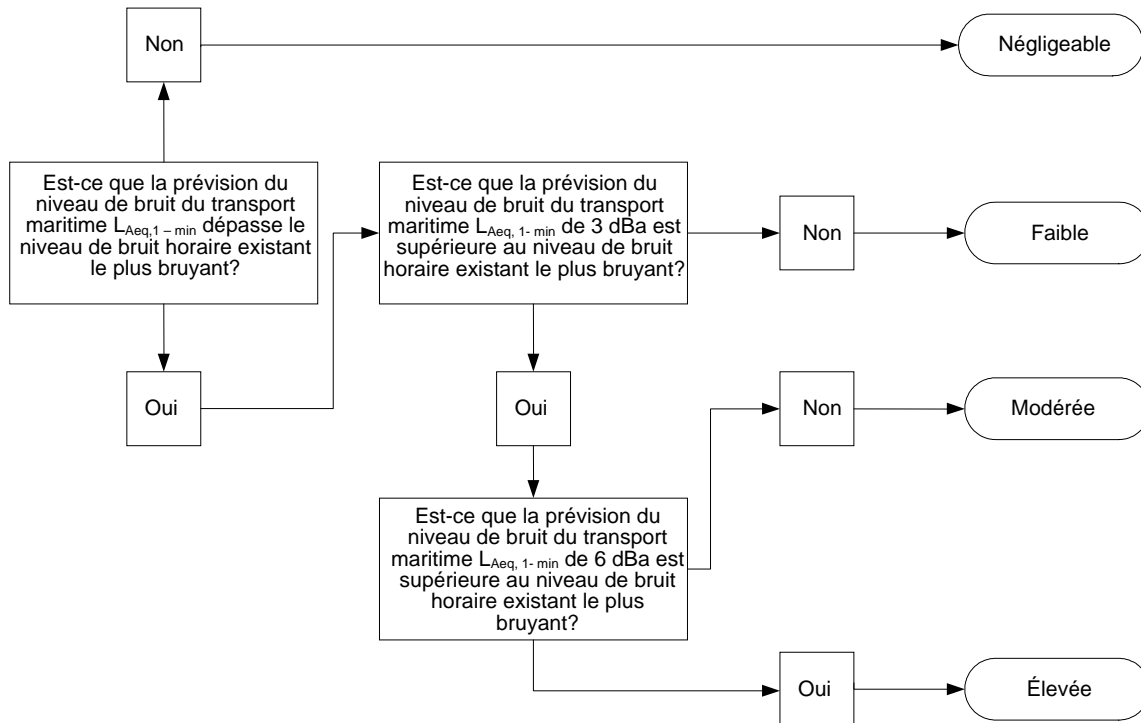 Non
Négligeable
Est-ce que la prévision du
niveau de bruit du transport
maritime LAeq,1 – min dépasse le
niveau de bruit horaire existant
le plus bruyant?
Est-ce que la prévision du
niveau de bruit du transport
maritime LAeq, 1- min de 3 dBa est
supérieure au niveau de bruit
horaire existant le plus bruyant?
Non
Faible
Oui
Oui
Non
Modérée
Est-ce que la prévision du
niveau de bruit du transport
maritime LAeq, 1- min de 6 dBa est
supérieure au niveau de bruit
horaire existant le plus
bruyant?
Oui
Élevée